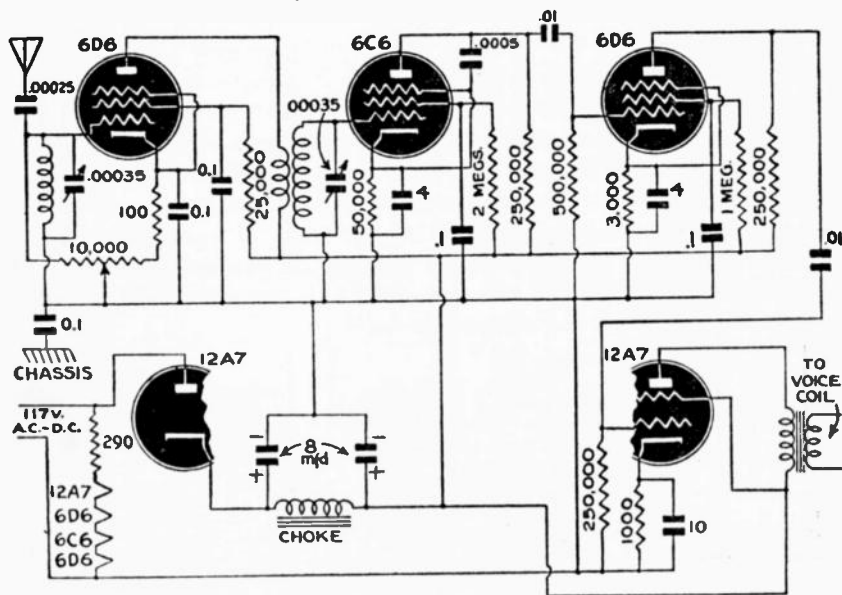 6D6
6C6
6D6
.00025
.0005
.01
.00035
.00035
100
0.1
0.1
25,000
50,000
4
.1
2 MEGS.
250,000
500,000
3,000
4
.1
1 MEG.
250,000
.01
10,000
0.1
CHASSIS
12A7
12A7
TO
VOICE
COIL
117v.
A.C.-D.C.
290
12A7
6D6
6C6
6D6
- -
8
mfd
+ +
CHOKE
250,000
1000
10